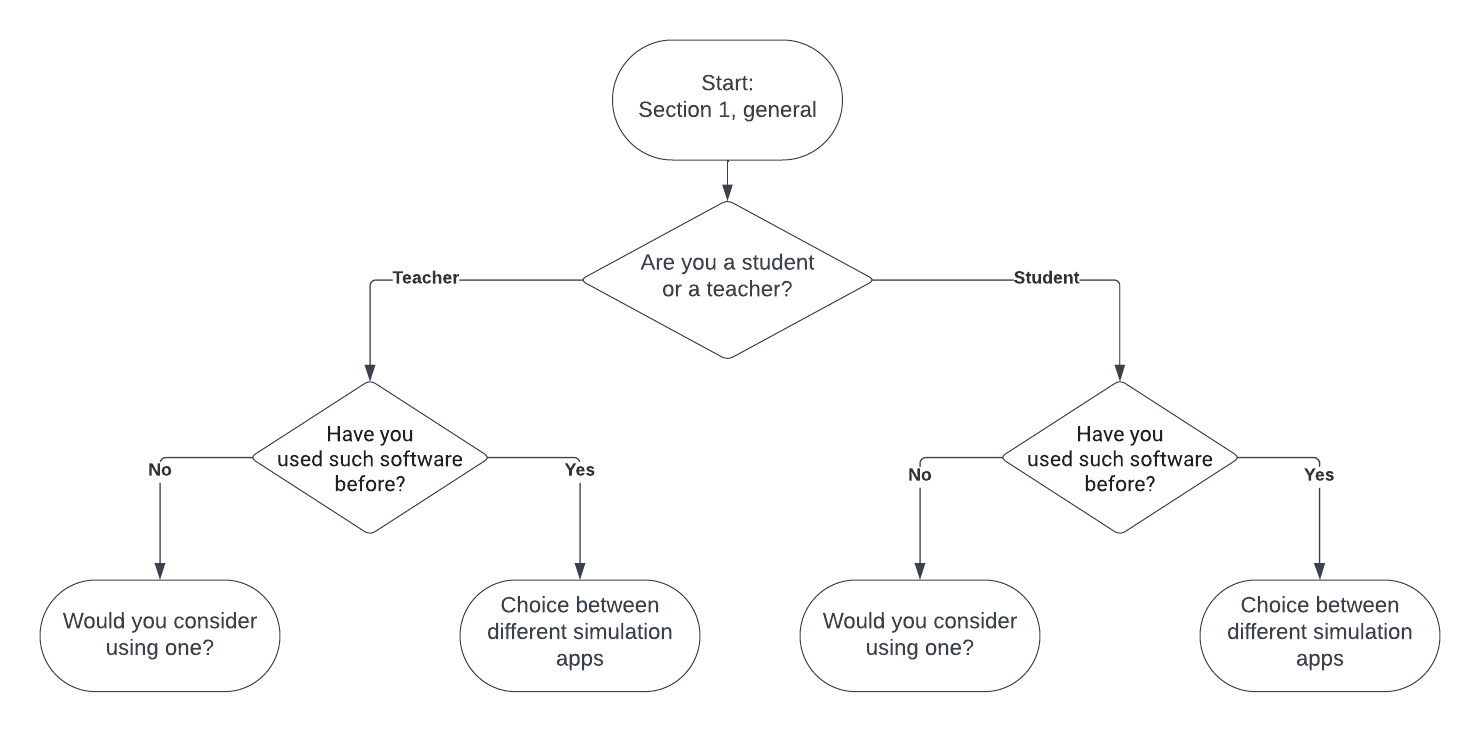 Start:
Section 1, general
Are you a student
or a teacher?
Teacher
Student
Have you
used such software
before?
Have you
used such software
before?
No
Yes
No
Yes
Would you consider
using one?
Choice between
different simulation
apps
Would you consider
using one?
Choice between
different simulation
apps